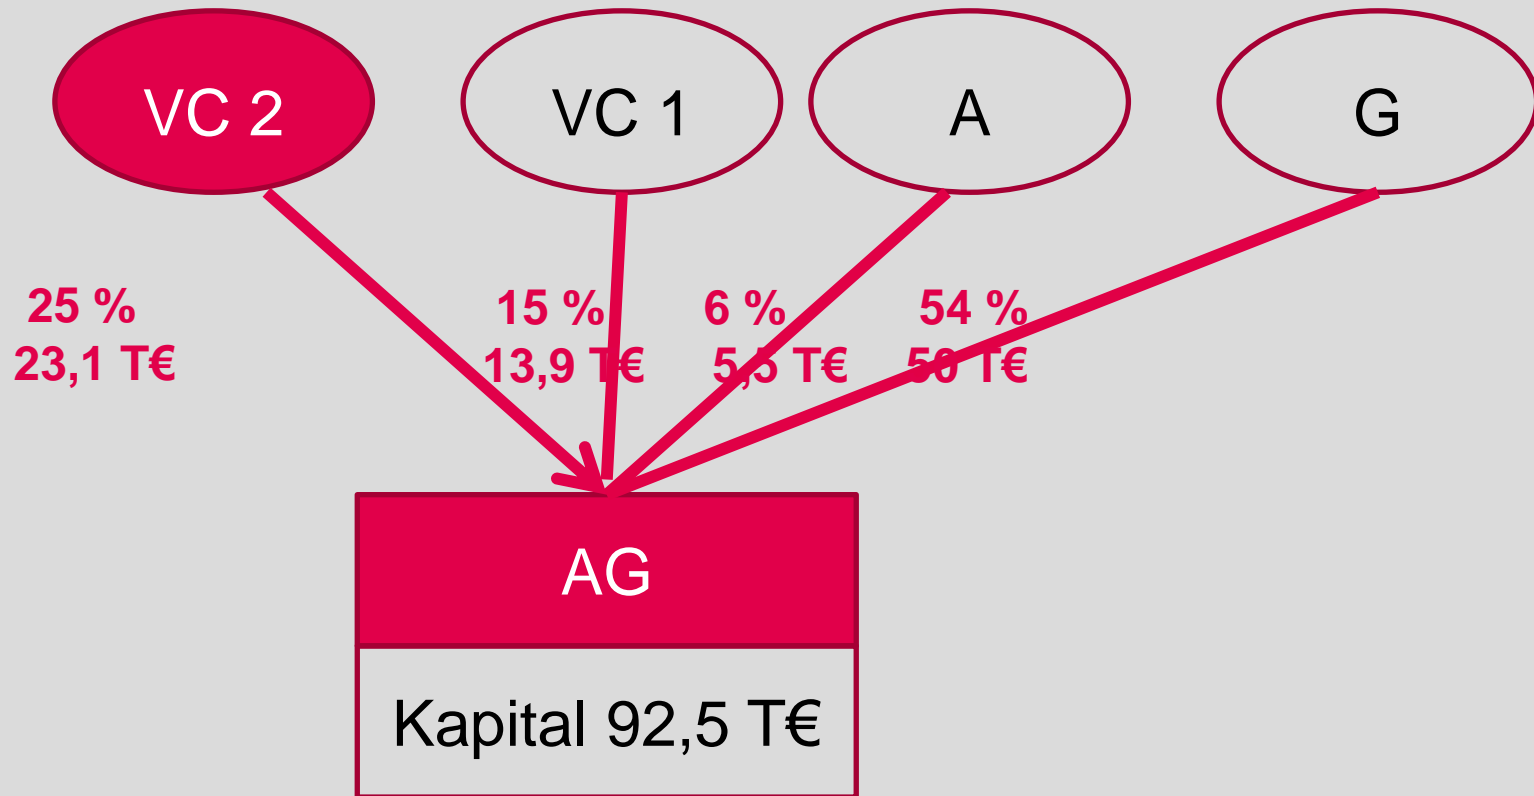 VC 2
VC 1
A
G
25 %
15 %
6 %
54 %
23,1 T€
13,9 T€
5,5 T€
50 T€
AG
Kapital 92,5 T€